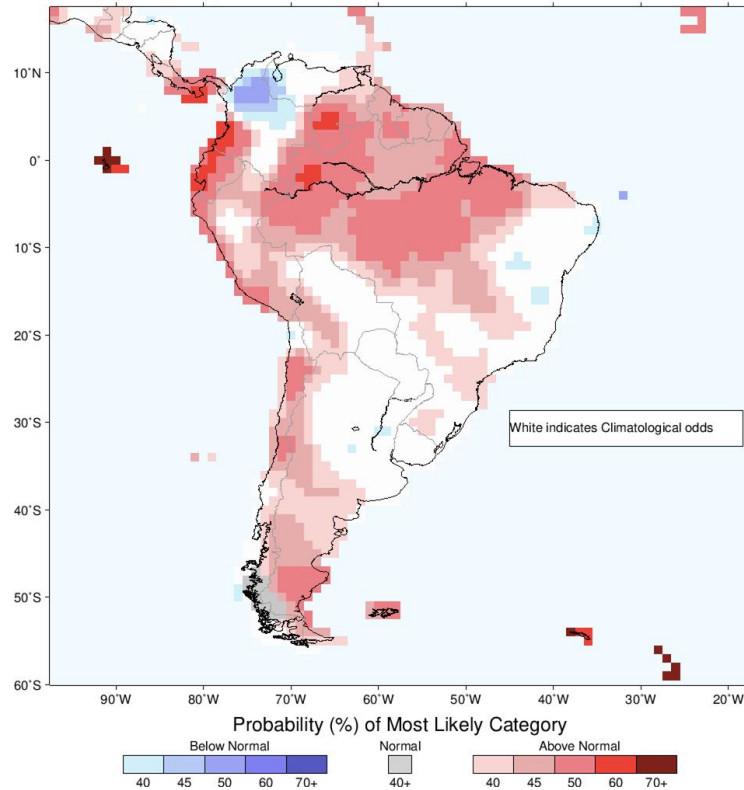 10°N
0°
10°S
20°S
30°S
40°S
50°S
60°S
White indicates Climatological odds
90°W 80°W 70°W 60°W 50°W 40°W 30°W 20°W
Probability (%) of Most Likely Category
Below Normal Normal Above Normal
40 45 50 60 70+ 40+ 40 45 50 60 70+